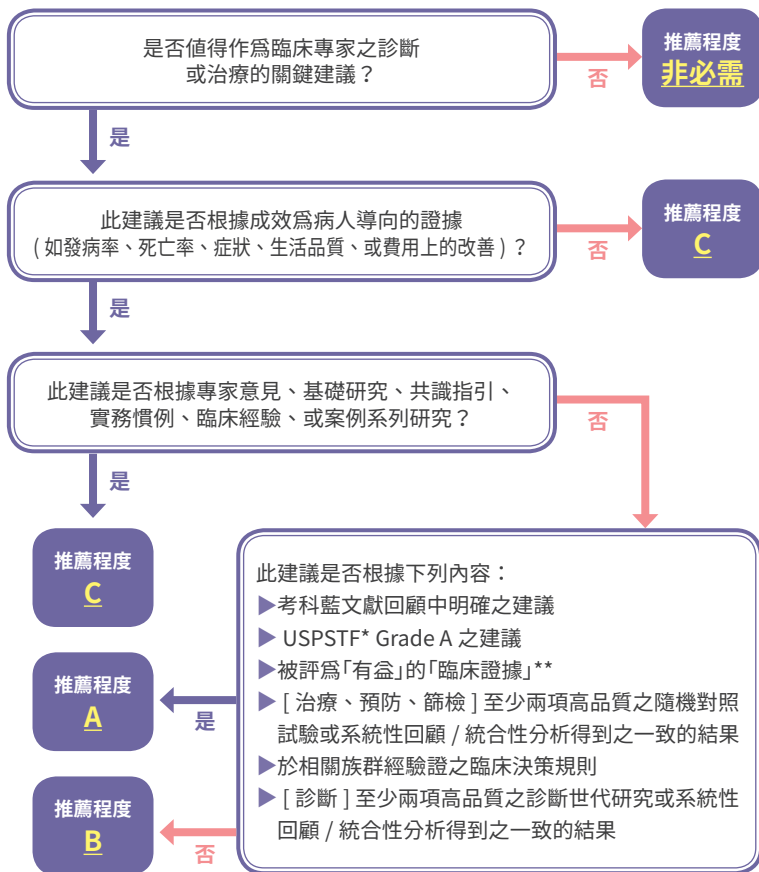 是否値得作爲臨床專家之診斷
或治療的關鍵建議？
否
推薦程度
非必需
是
此建議是否根據成效爲病人導向的證據
( 如發病率、死亡率、症狀、生活品質、或費用上的改善 ) ？
否
推薦程度
C
是
此建議是否根據專家意見、基礎研究、共識指引、
實務慣例、臨床經驗、或案例系列研究？
否
是
推薦程度
C
此建議是否根據下列內容：
▶考科藍文獻回顧中明確之建議
▶ USPSTF* Grade A 之建議
▶被評爲「有益」的「臨床證據」**
▶ [ 治療、預防、篩檢 ] 至少兩項高品質之隨機對照
試驗或系統性回顧 / 統合性分析得到之一致的結果
▶於相關族群經驗證之臨床決策規則
▶ [ 診斷 ] 至少兩項高品質之診斷世代研究或系統性
回顧 / 統合性分析得到之一致的結果
是
推薦程度
A
否
推薦程度
B